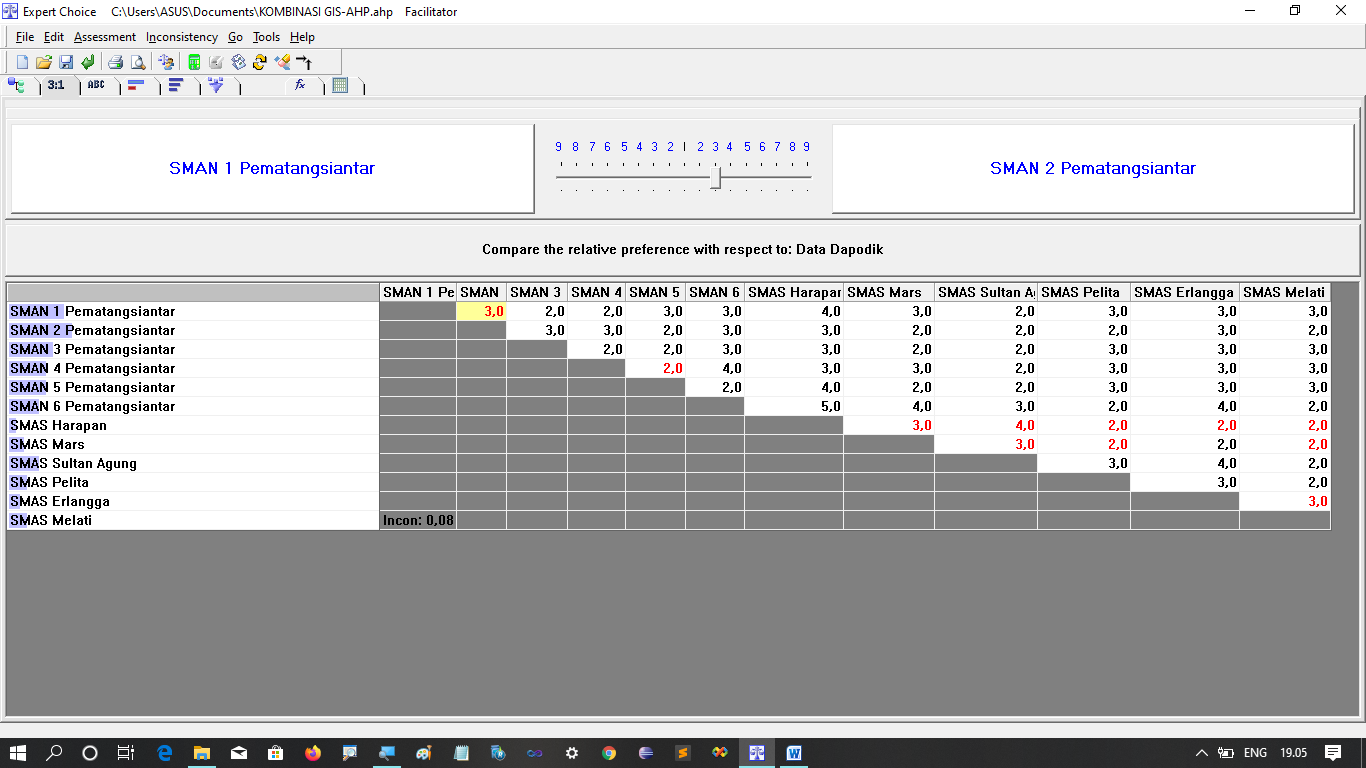 Expert Choice C:\Users\ASUS\Documents\KOMBINASI GIS-AHP.ahp Facilitator
File Edit Assessment Inconsistency Go Tools Help
3:1 ABC fx
9 8 7 6 5 4 3 2 1 2 3 4 5 6 7 8 9
SMAN 1 Pematangsiantar SMAN 2 Pematangsiantar
Compare the relative preference with respect to: Data Dapodik
SMAN 1 Pe SMAN SMAN 3 SMAN 4 SMAN 5 SMAN 6 SMAS Harapar SMAS Mars SMAS Sultan Ag SMAS Pelita SMAS Erlangga SMAS Melati
SMAN 1 Pematangsiantar 3,0 2,0 2,0 3,0 3,0 4,0 3,0 2,0 3,0 3,0 3,0
SMAN 2 Pematangsiantar 3,0 3,0 2,0 3,0 3,0 2,0 2,0 2,0 3,0 2,0
SMAN 3 Pematangsiantar 2,0 2,0 3,0 3,0 2,0 2,0 3,0 3,0 3,0
SMAN 4 Pematangsiantar 2,0 4,0 3,0 3,0 2,0 3,0 3,0 3,0
SMAN 5 Pematangsiantar 2,0 4,0 2,0 2,0 3,0 3,0 3,0
SMAN 6 Pematangsiantar 5,0 4,0 3,0 2,0 4,0 2,0
SMAS Harapan 3,0 4,0 2,0 2,0 2,0
SMAS Mars 3,0 2,0 2,0 2,0
SMAS Sultan Agung 3,0 4,0 2,0
SMAS Pelita 3,0 2,0
SMAS Erlangga 3,0
SMAS Melati Incon: 0,08
ENG 19.05